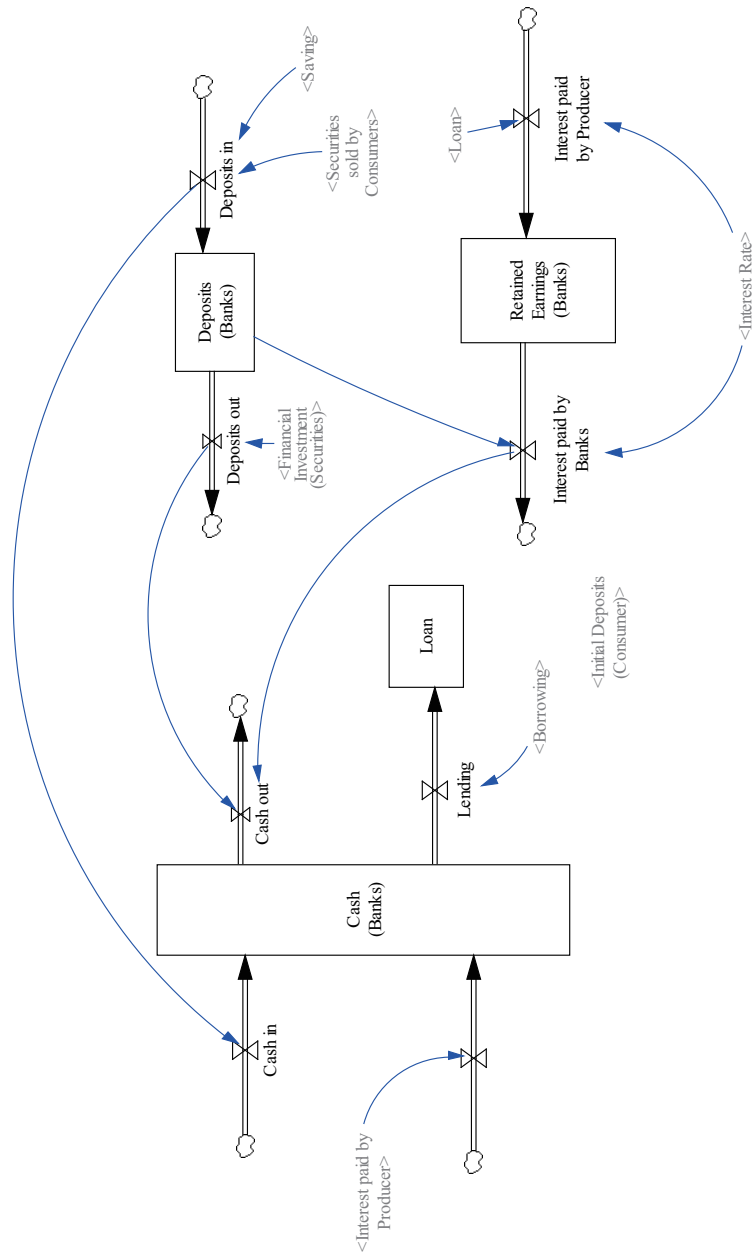 <Interest paid by
Producer>
Cash in
Cash
(Banks)
Cash out
Lending
<Borrowing>
Loan
<Initial Deposits
(Consumer)>
Deposits out
<Financial
Investment
(Securities)>
Deposits
(Banks)
Deposits in
<Saving>
<Securities
sold by
Consumers>
Interest paid by
Banks
Retained
Earnings
(Banks)
<Loan>
Interest paid
by Producer
<Interest Rate>